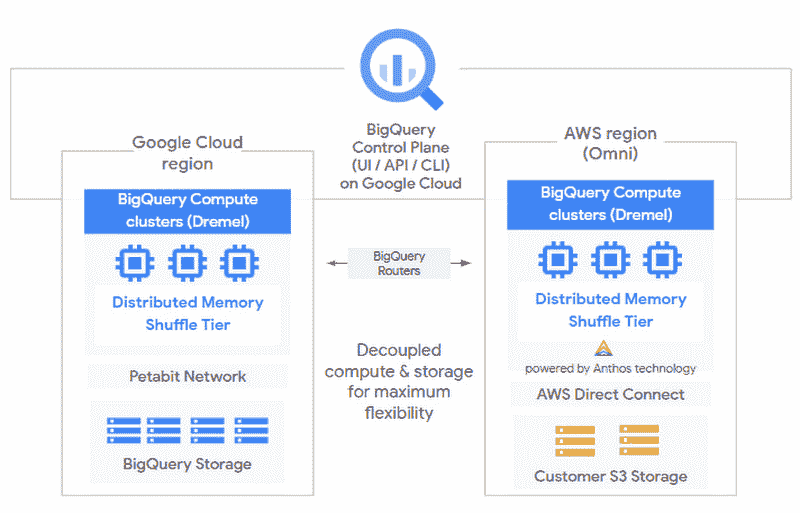 BigQuery
Control Plane
(UI / API / CLI)
on Google Cloud
Google Cloud
region
BigQuery Compute
clusters (Dremel)
Distributed Memory
Shuffle Tier
Petabit Network
BigQuery Storage
BigQuery
Routers
Decoupled
compute & storage
for maximum
flexibility
AWS region
(Omni)
BigQuery Compute
clusters (Dremel)
Distributed Memory
Shuffle Tier
powered by Anthos technology
AWS Direct Connect
Customer S3 Storage